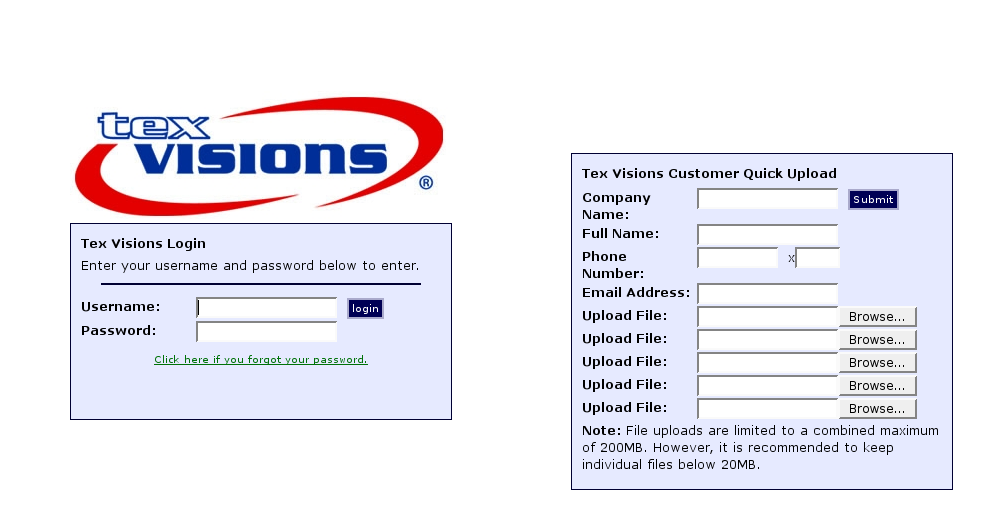 tex
VISIONS
®
Tex Visions Login
Enter your username and password below to enter.
Username:
login
Password:
Click here if you forgot your password.
Tex Visions Customer Quick Upload
Company
Name:
Submit
Full Name:
Phone
Number:
x
Email Address:
Upload File: Browse...
Upload File: Browse...
Upload File: Browse...
Upload File: Browse...
Upload File: Browse...
Note: File uploads are limited to a combined maximum
of 200MB. However, it is recommended to keep
individual files below 20MB.